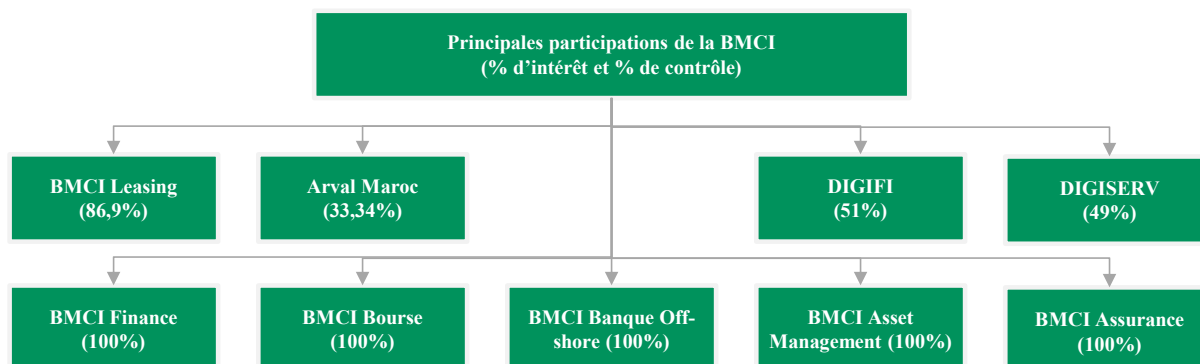 Principales participations de la BMCI
(% d’intérêt et % de contrôle)
BMCI Leasing
(86,9%)
Arval Maroc
(33,34%)
DIGIFI
(51%)
DIGISERV
(49%)
BMCI Finance
(100%)
BMCI Bourse
(100%)
BMCI Banque Off-
shore (100%)
BMCI Asset
Management (100%)
BMCI Assurance
(100%)